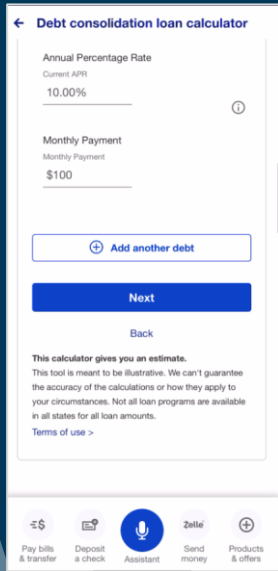 ← Debt consolidation loan calculator
Annual Percentage Rate
Current APR
10.00%
Monthly Payment
Monthly Payment
$100
Add another debt
Next
Back
This calculator gives you an estimate.
This tool is meant to be illustrative. We can't guarantee
the accuracy of the calculations or how they apply to
your circumstances. Not all loan programs are available
in all states for all loan amounts.
Terms of use >
Pay bills
& transfer
Deposit
a check
Assistant
Zelle
Send
money
Products
& offers